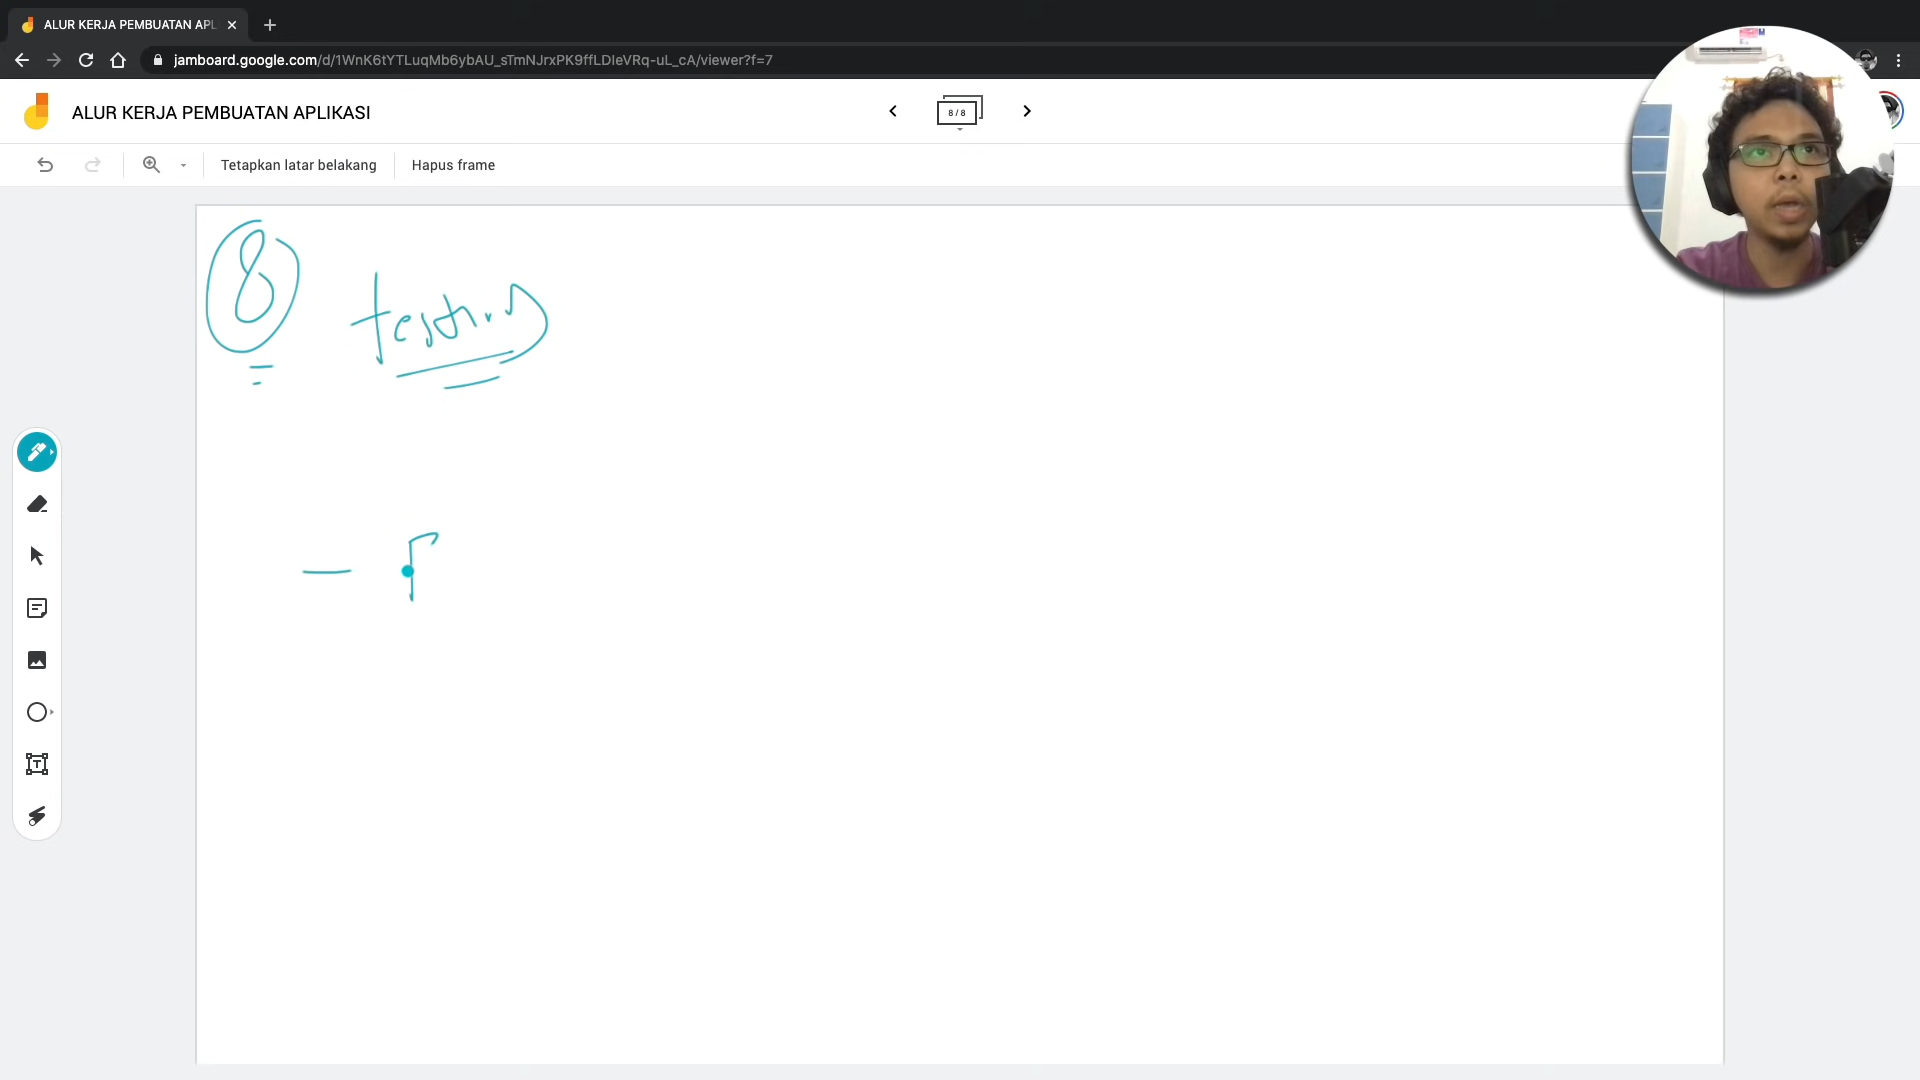 ALUR KERJA PEMBUATAN APL
jamboard.google.com/d/1WnK6tYTLuqMb6ybAU_sTmNJrxPK9ffLDIeVRq-uL_cA/viewer?f=7
ALUR KERJA PEMBUATAN APLIKASI
8 / 8
Tetapkan latar belakang
Hapus frame
8
testing